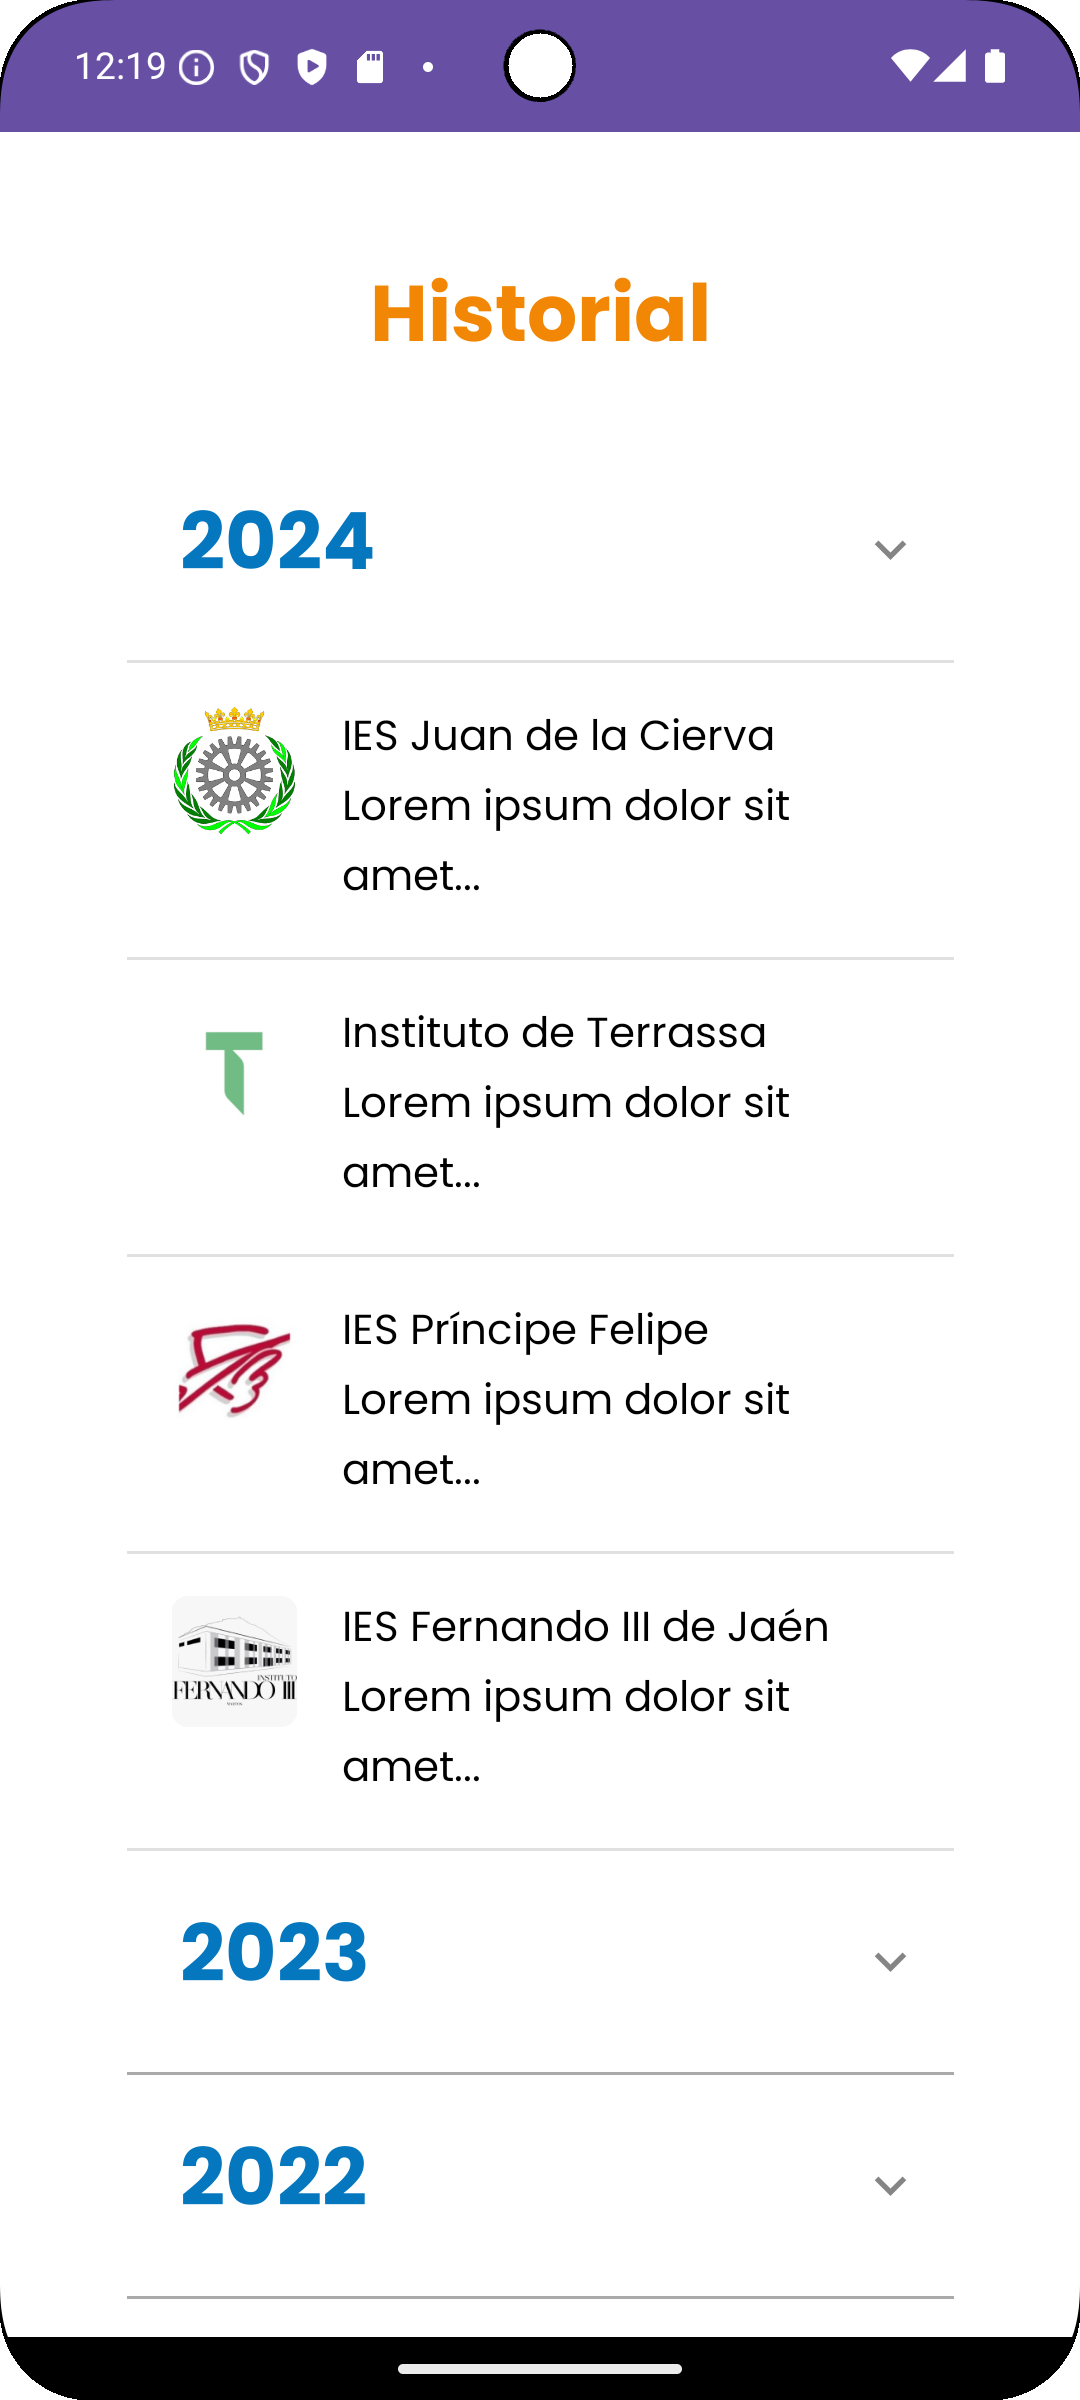 12:19
Historial
2024
IES Juan de la Cierva
Lorem ipsum dolor sit
amet...
Instituto de Terrassa
Lorem ipsum dolor sit
amet...
IES Príncipe Felipe
Lorem ipsum dolor sit
amet...
IES Fernando III de Jaén
Lorem ipsum dolor sit
amet...
INSTITUTO
FERNANDO III
2023
2022